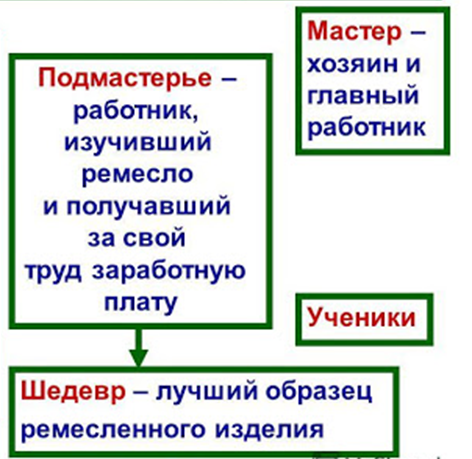 Мастер –
хозяин и
главный
работник
Подмастерье –
работник,
изучивший
ремесло
и получавший
за свой
труд заработную
плату
Ученики
Шедевр – лучший образец
ремесленного изделия